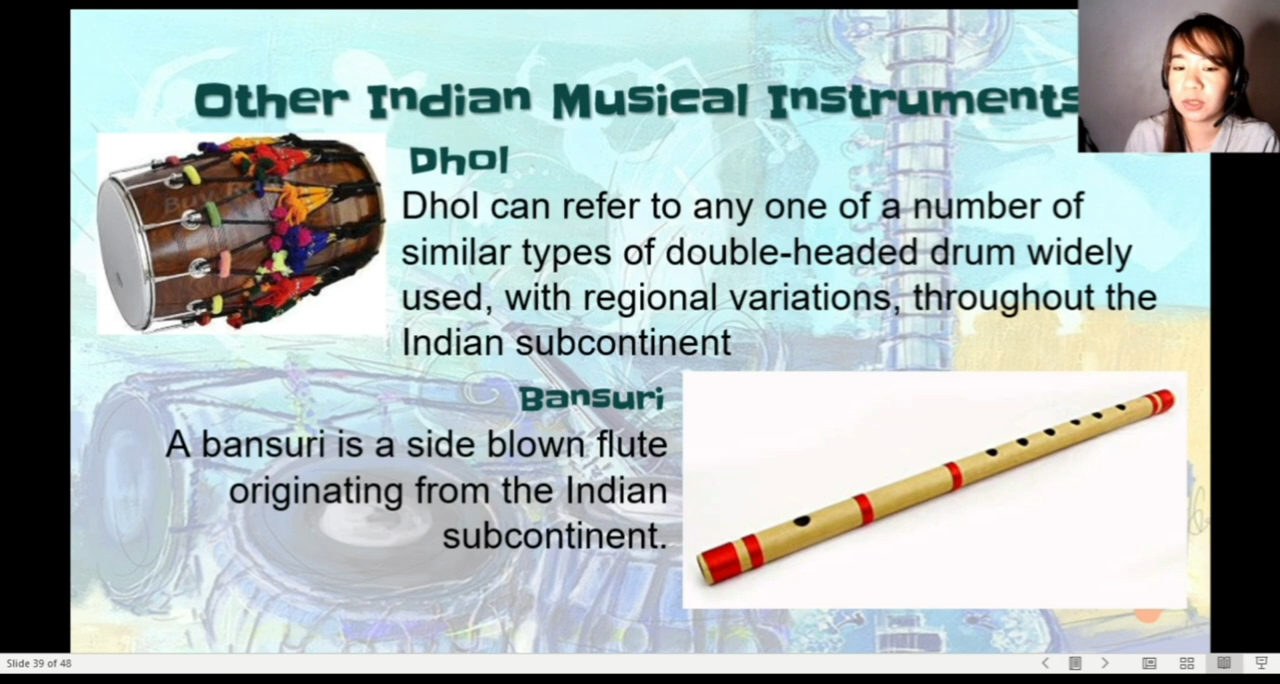 Other Indian Musical Instruments
Dhol
Dhol can refer to any one of a number of
similar types of double-headed drum widely
used, with regional variations, throughout the
Indian subcontinent
Bansuri
A bansuri is a side blown flute
originating from the Indian
subcontinent.
Slide 39 of 48